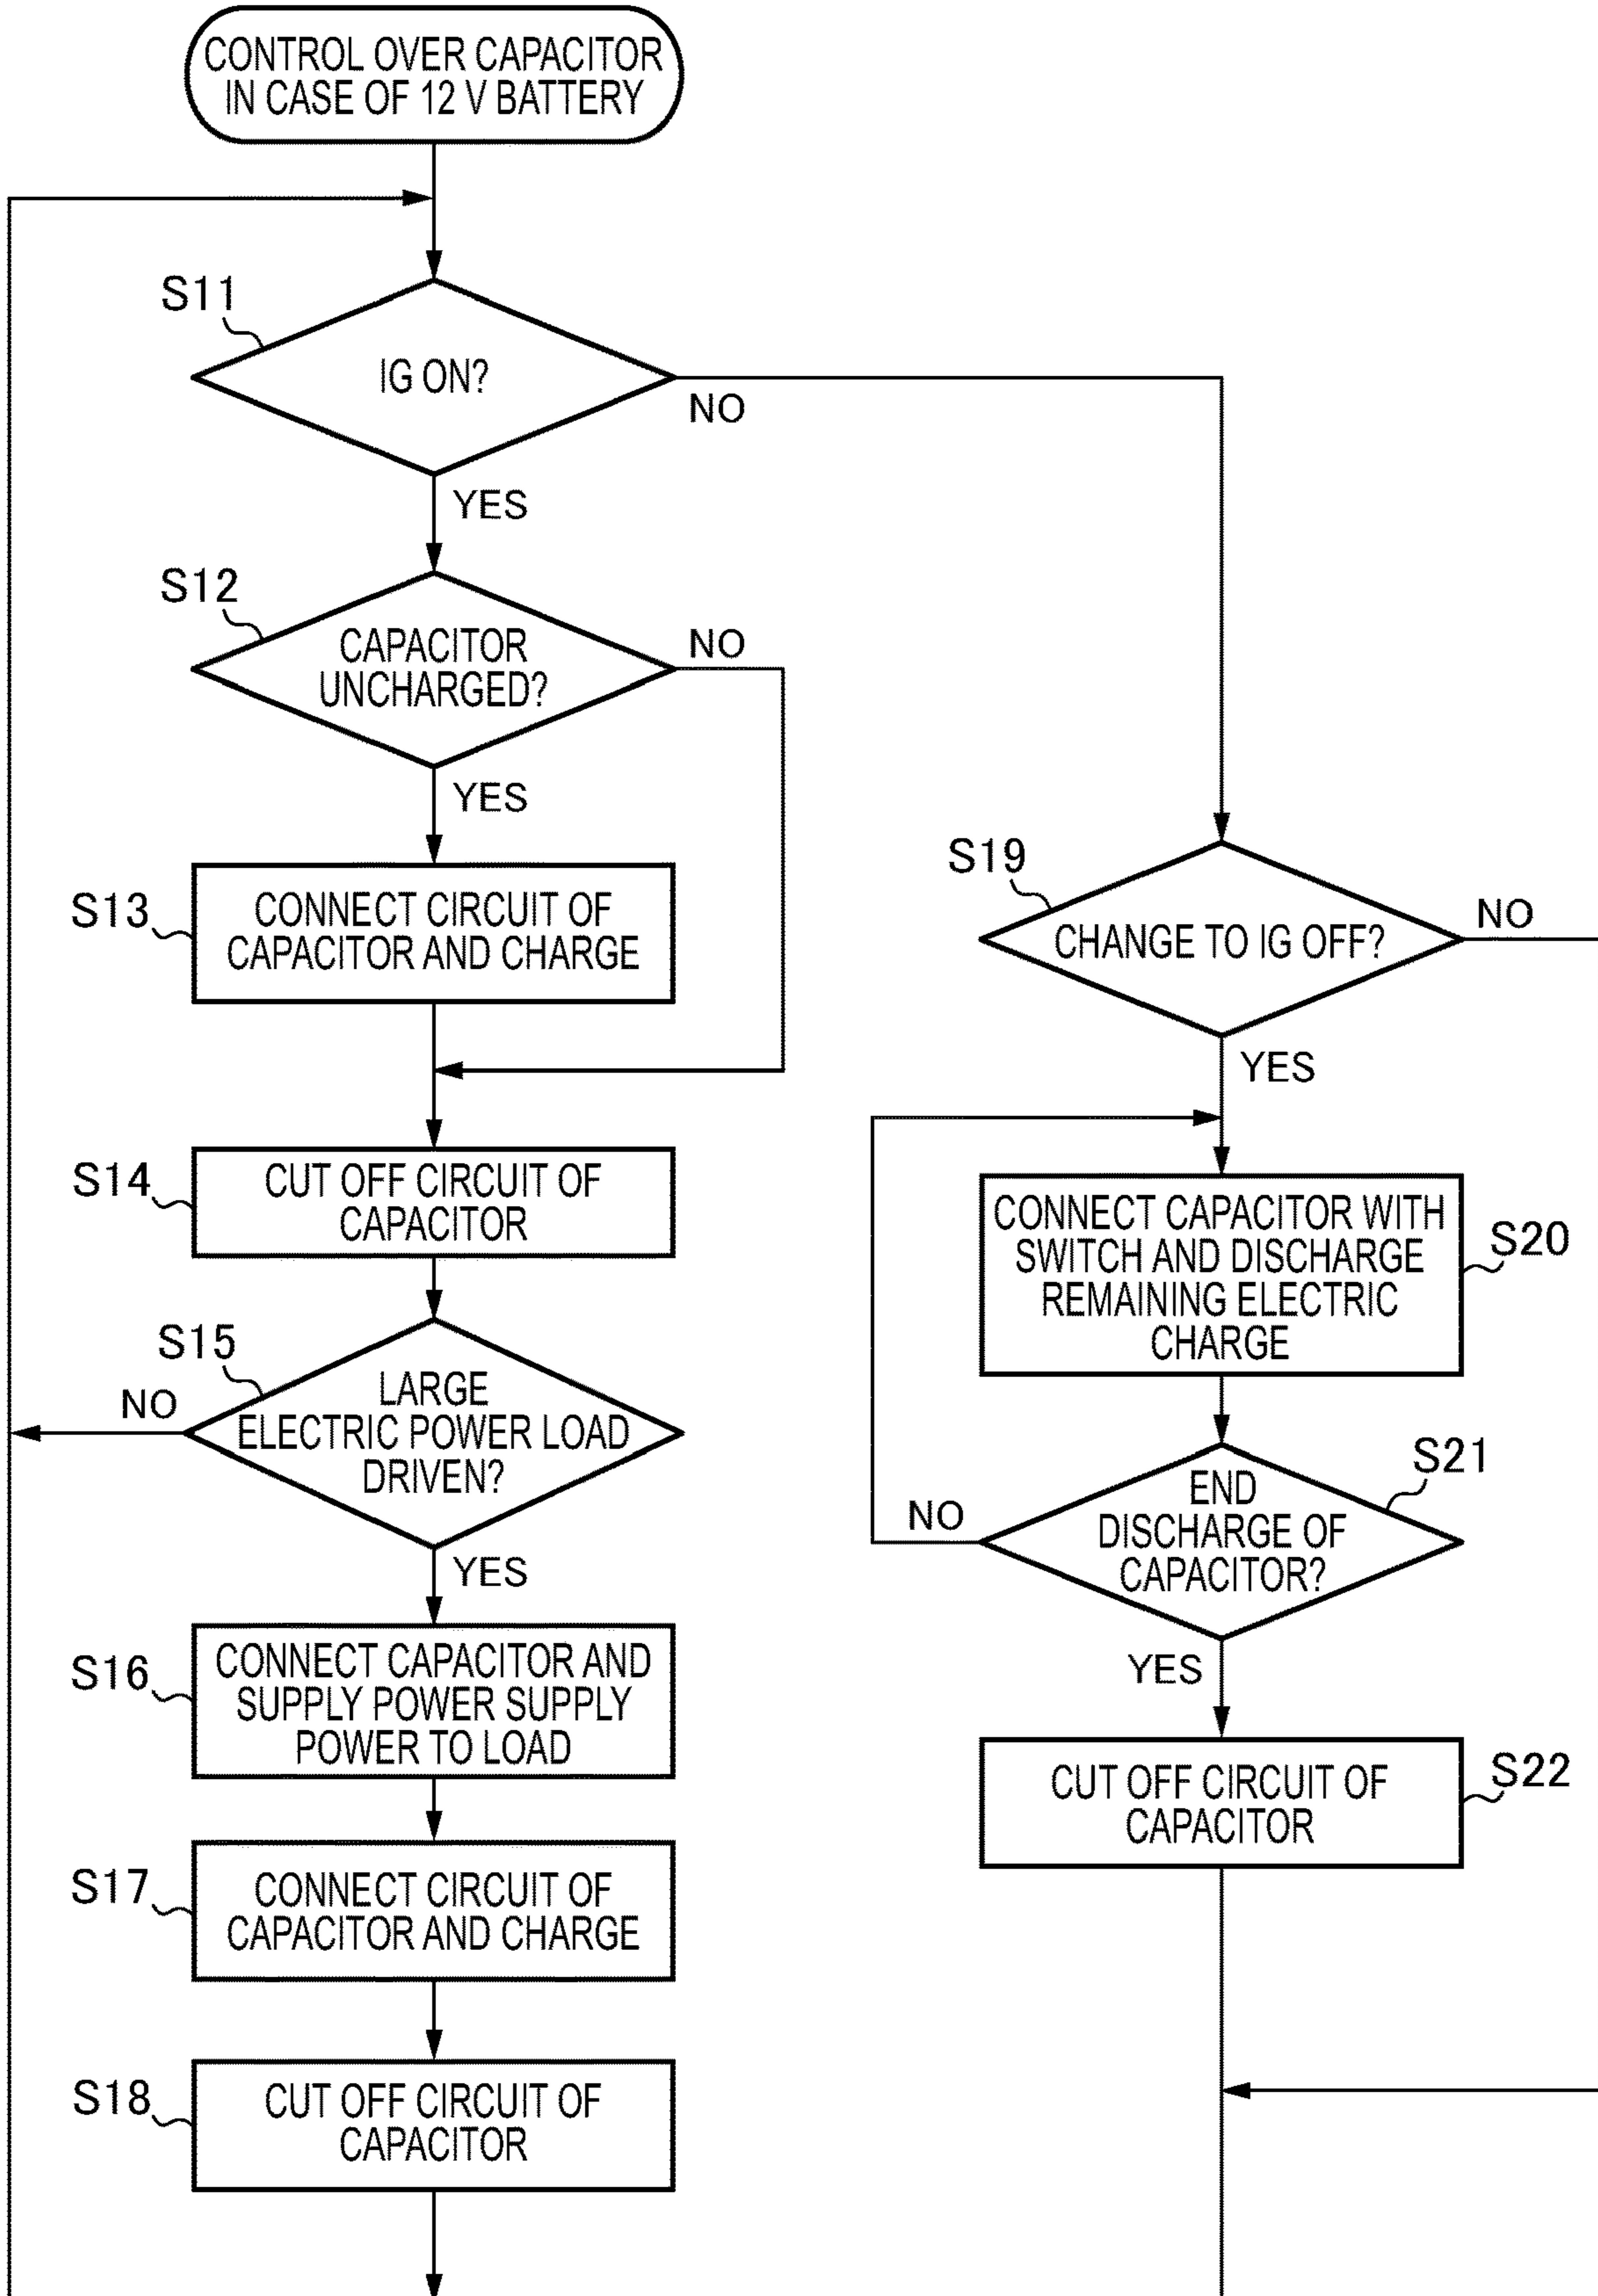 CONTROL OVER CAPACITOR
IN CASE OF 12 V BATTERY
S11
IG ON?
NO
YES
S12
CAPACITOR
UNCHARGED?
NO
YES
S13
CONNECT CIRCUIT OF
CAPACITOR AND CHARGE
S14
CUT OFF CIRCUIT OF
CAPACITOR
S15
LARGE
ELECTRIC POWER LOAD
DRIVEN?
NO
YES
S16
CONNECT CAPACITOR AND
SUPPLY POWER SUPPLY
POWER TO LOAD
S17
CONNECT CIRCUIT OF
CAPACITOR AND CHARGE
S18
CUT OFF CIRCUIT OF
CAPACITOR
S19
CHANGE TO IG OFF?
NO
YES
S20
CONNECT CAPACITOR WITH
SWITCH AND DISCHARGE
REMAINING ELECTRIC
CHARGE
S21
END
DISCHARGE OF
CAPACITOR?
NO
YES
S22
CUT OFF CIRCUIT OF
CAPACITOR